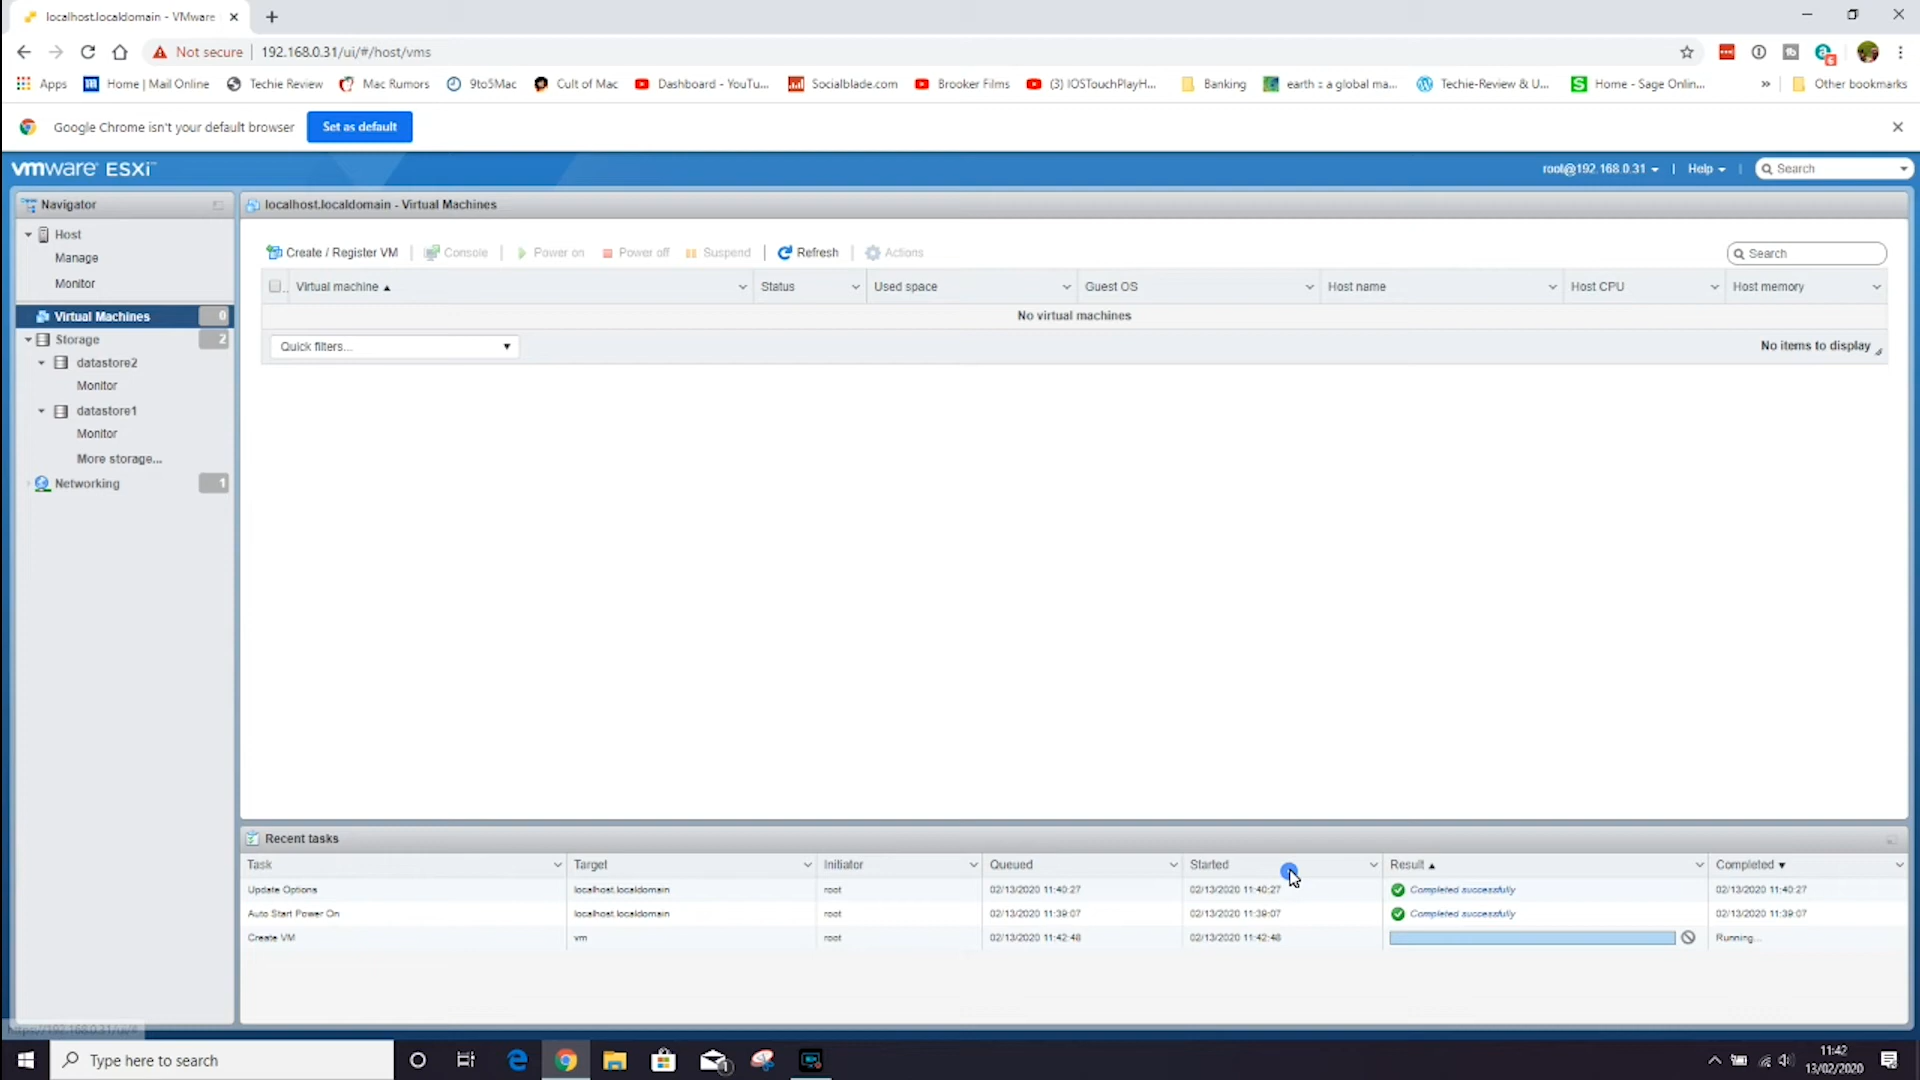 localhost.localdomain - VMware
Not secure
192.168.0.31/ui/#/host/vms
Apps
Home | Mail Online
Techie Review
Mac Rumors
9to5Mac
Cult of Mac
Dashboard - YouTu...
Socialblade.com
Brooker Films
(3) IOSTouchPlayH...
Banking
earth :: a global ma...
Techie-Review & U...
Home - Sage Onlin...
»
Other bookmarks
Google Chrome isn't your default browser
Set as default
vmware ESXi™
root@192.168.0.31
Help
Search
Navigator
localhost.localdomain - Virtual Machines
Host
Manage
Monitor
Virtual Machines 0
Storage 2
datastore2
Monitor
datastore1
Monitor
More storage...
Networking 1
Create / Register VM
Console
Power on
Power off
Suspend
Refresh
Actions
Search
Virtual machine
Status
Used space
Guest OS
Host name
Host CPU
Host memory
No virtual machines
Quick filters...
No items to display
Recent tasks
Task Target Initiator Queued Started Result Completed
Update Options localhost.localdomain root 02/13/2020 11:40:27 02/13/2020 11:40:27 Completed successfully 02/13/2020 11:40:27
Auto Start Power On localhost.localdomain root 02/13/2020 11:39:07 02/13/2020 11:39:07 Completed successfully 02/13/2020 11:39:07
Create VM vm root 02/13/2020 11:42:48 02/13/2020 11:42:48 Running...
https://192.168.0.31/ui/#
Type here to search
1
11:42
13/02/2020